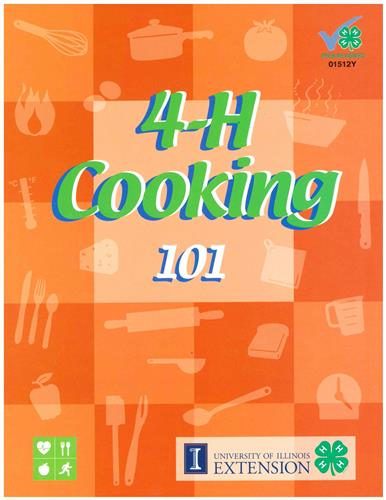 01512Y
4-H
Cooking
101
°C
°F
I
UNIVERSITY OF ILLINOIS
EXTENSION